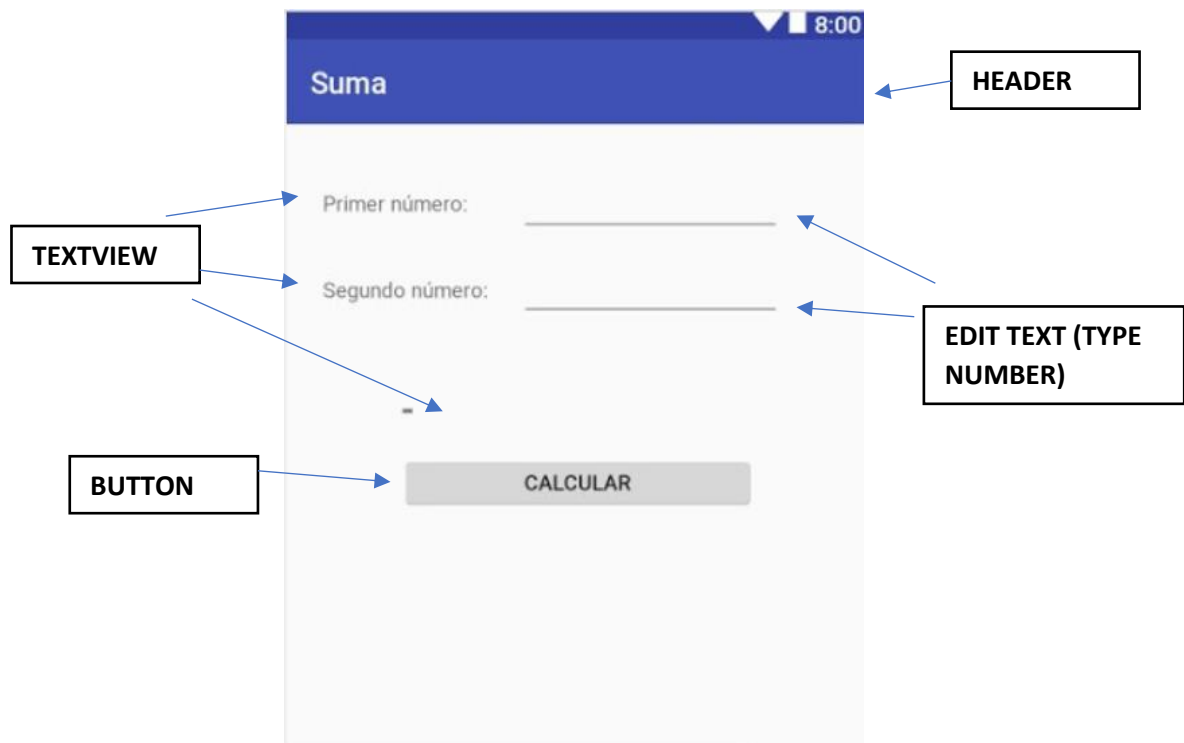 8:00
Suma
HEADER
Primer número:
TEXTVIEW
Segundo número:
EDIT TEXT (TYPE
NUMBER)
-
BUTTON
CALCULAR